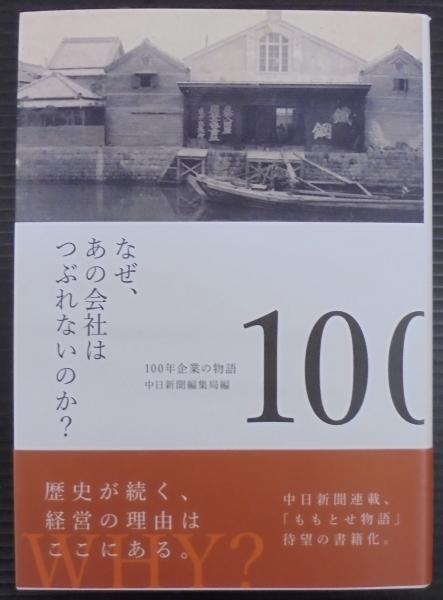 鐵
鋼
なぜ、
あの会社は
つぶれないのか?
100年企業の物語
中日新聞編集局編
100
歴史が続く、
経営の理由は
ここにある。
WHY?
中日新聞連載、
「ももとせ物語」
待望の書籍化。